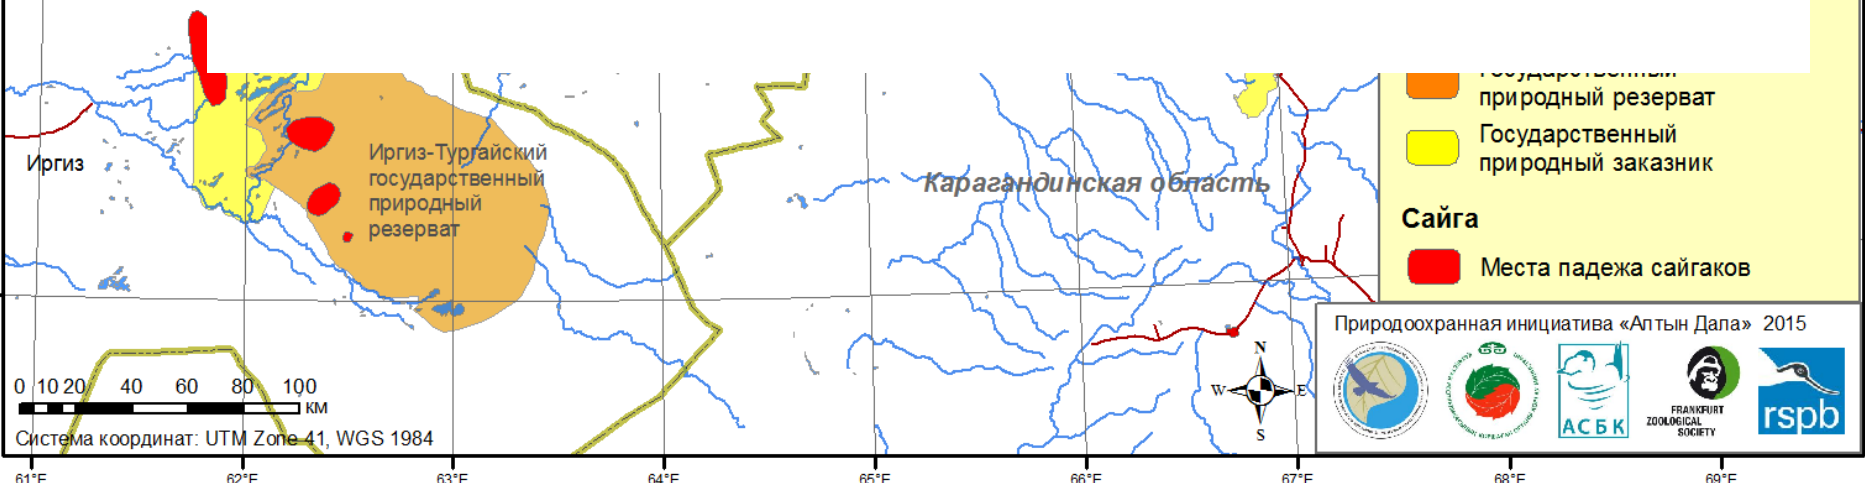 Государственный
природный резерват
Государственный
природный заказник
Сайга
Места падежа сайгаков
Иргиз
Иргиз-Тургайский
государственный
природный
резерват
Карагандинская область
Природоохранная инициатива «Алтын Дала» 2015
АСБК
FRANKFURT
ZOOLOGICAL
SOCIETY
rspb
N
W E
S
0 10 20 40 60 80 100
км
Система координат: UTM Zone 41, WGS 1984
61°E 62°E 63°E 64°E 65°E 66°E 67°E 68°E 69°E